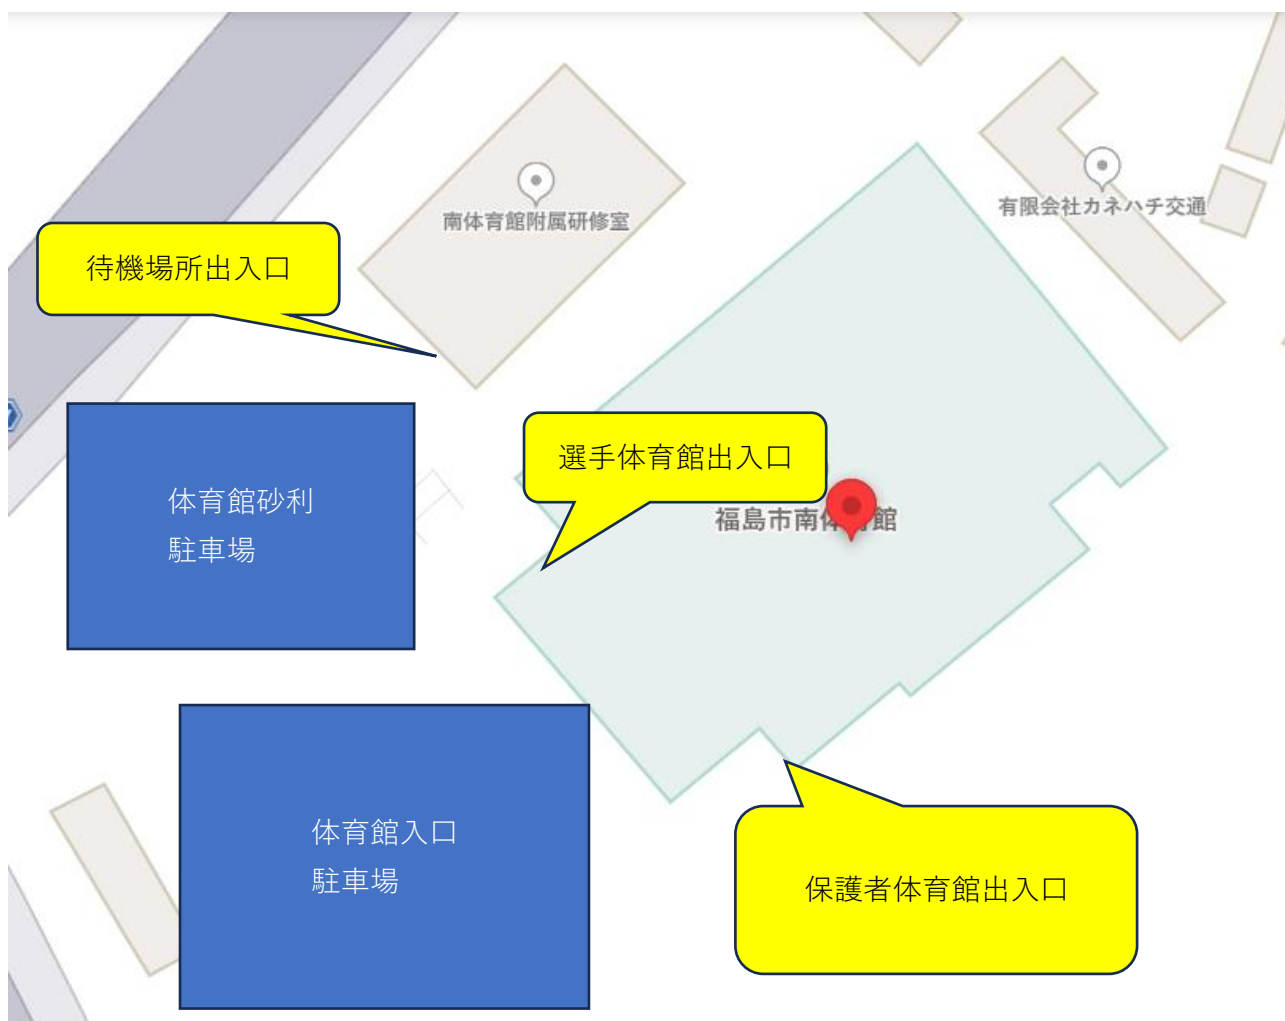 南体育館附属研修室
有限会社カネハチ交通
待機場所出入口
選手体育館出入口
福島市南体育館
体育館砂利
駐車場
体育館入口
駐車場
保護者体育館出入口